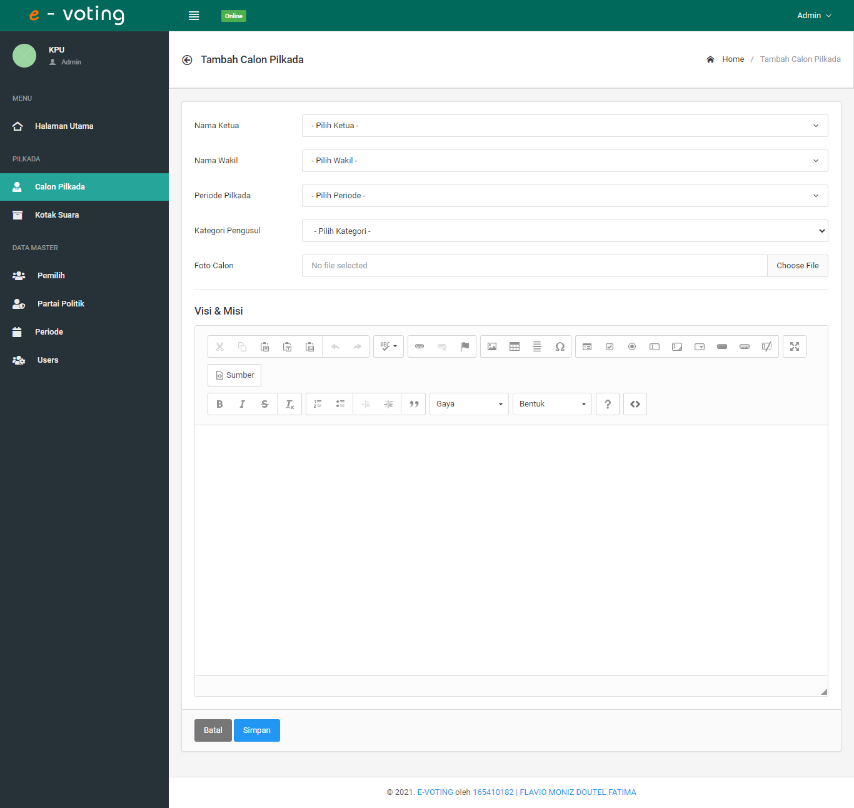 e - voting
Online
Admin
KPU
Admin
Tambah Calon Pilkada
Home / Tambah Calon Pilkada
MENU
Halaman Utama
PILKADA
Calon Pilkada
Kotak Suara
DATA MASTER
Pemilih
Partai Politik
Periode
Users
Nama Ketua
- Pilih Ketua -
Nama Wakil
- Pilih Wakil -
Periode Pilkada
- Pilih Periode -
Kategori Pengusul
- Pilih Kategori -
Foto Calon
No file selected
Choose File
Visi & Misi
Sumber
Gaya
Bentuk
Batal
Simpan
© 2021. E-VOTING oleh 165410182 | FLAVIO MONIZ DOUTEL FATIMA